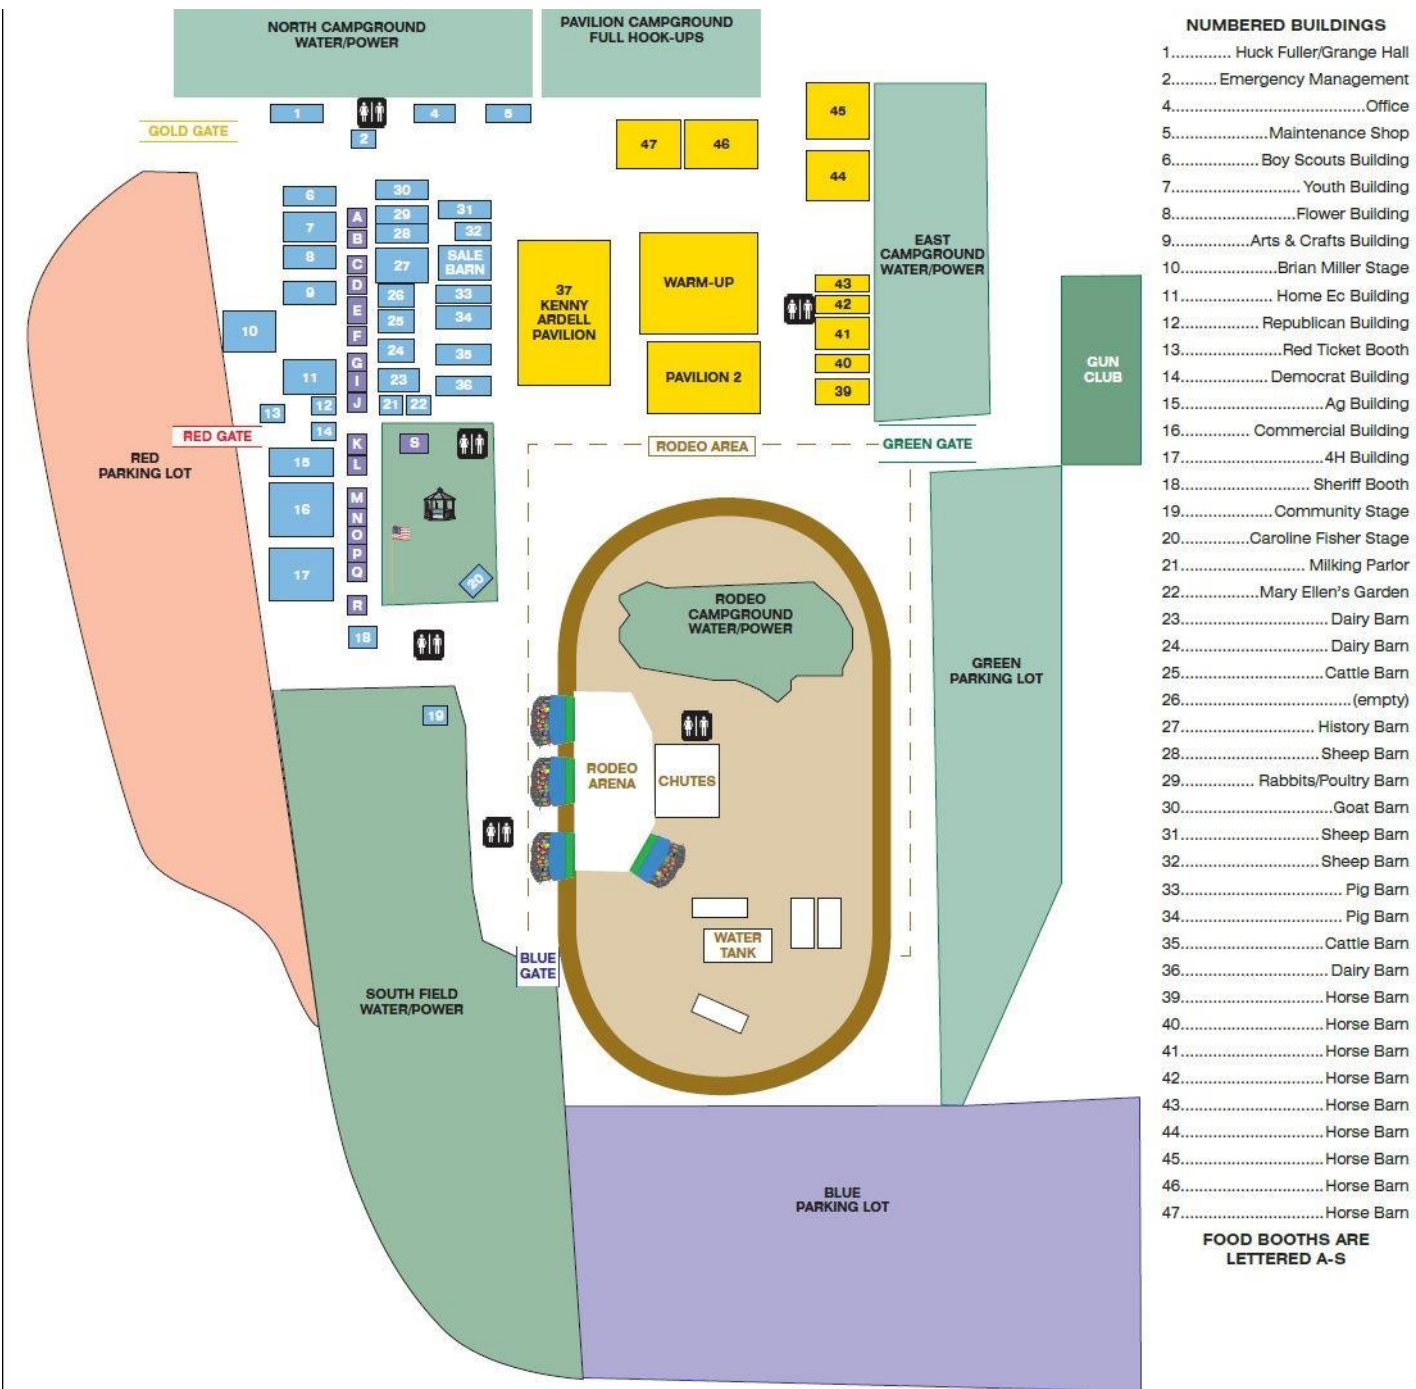 NORTH CAMPGROUND
WATER/POWER
PAVILION CAMPGROUND
FULL HOOK-UPS
GOLD GATE
1
4
5
2
47
46
45
44
6
7
8
9
10
11
12
13
14
15
16
17
18
A
B
C
D
E
F
G
I
J
K
L
M
N
O
P
Q
R
30
29
28
27
26
25
24
23
21
22
31
32
SALE
BARN
33
34
35
36
37
KENNY
ARDELL
PAVILION
WARM-UP
PAVILION 2
43
42
41
40
39
EAST
CAMPGROUND
WATER/POWER
GUN
CLUB
RED GATE
RED
PARKING LOT
S
20
RODEO AREA
GREEN GATE
RODEO
CAMPGROUND
WATER/POWER
GREEN
PARKING LOT
19
RODEO
ARENA
CHUTES
WATER
TANK
BLUE
GATE
SOUTH FIELD
WATER/POWER
BLUE
PARKING LOT
NUMBERED BUILDINGS
1............. Huck Fuller/Grange Hall
2.......... Emergency Management
4..........................................Office
5.....................Maintenance Shop
6................... Boy Scouts Building
7............................ Youth Building
8...........................Flower Building
9.................Arts & Crafts Building
10.....................Brian Miller Stage
11.................... Home Ec Building
12................. Republican Building
13......................Red Ticket Booth
14....................Democrat Building
15...............................Ag Building
16............... Commercial Building
17...............................4H Building
18............................ Sheriff Booth
19....................Community Stage
20...............Caroline Fisher Stage
21............................ Milking Parlor
22.................Mary Ellen's Garden
23................................ Dairy Barn
24................................ Dairy Barn
25...............................Cattle Barn
26.....................................(empty)
27............................. History Barn
28..............................Sheep Barn
29................ Rabbits/Poultry Barn
30.................................Goat Barn
31..............................Sheep Barn
32..............................Sheep Barn
33................................... Pig Barn
34................................... Pig Barn
35...............................Cattle Barn
36................................ Dairy Barn
39...............................Horse Barn
40...............................Horse Barn
41...............................Horse Barn
42...............................Horse Barn
43...............................Horse Barn
44...............................Horse Barn
45...............................Horse Barn
46...............................Horse Barn
47...............................Horse Barn
FOOD BOOTHS ARE
LETTERED A-S